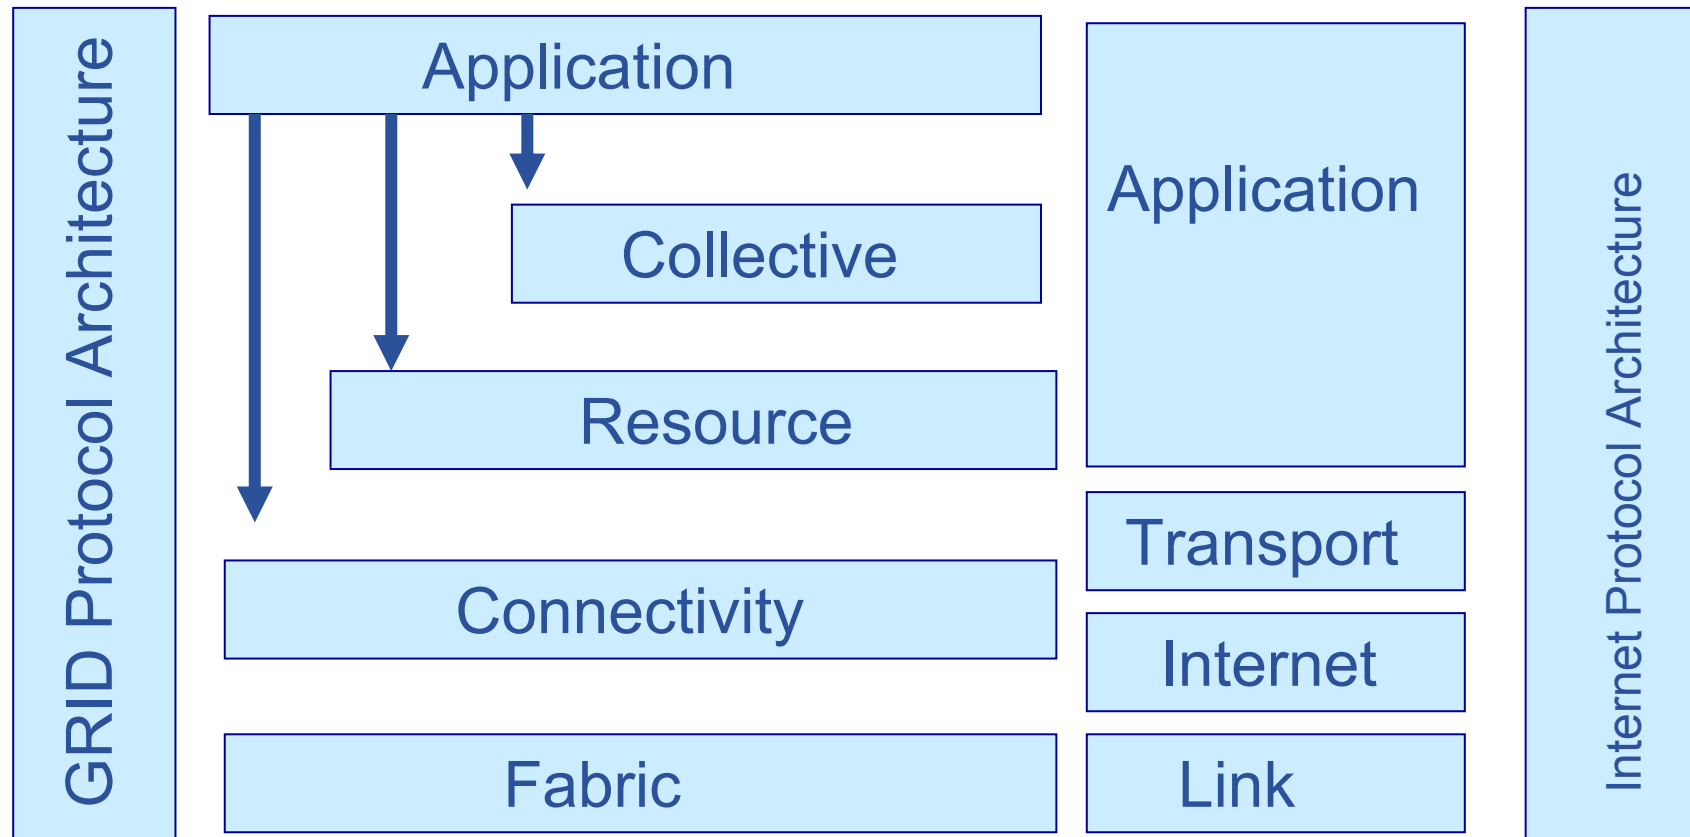 GRID Protocol Architecture
Application
Collective
Resource
Connectivity
Fabric
Application
Transport
Internet
Link
Internet Protocol Architecture